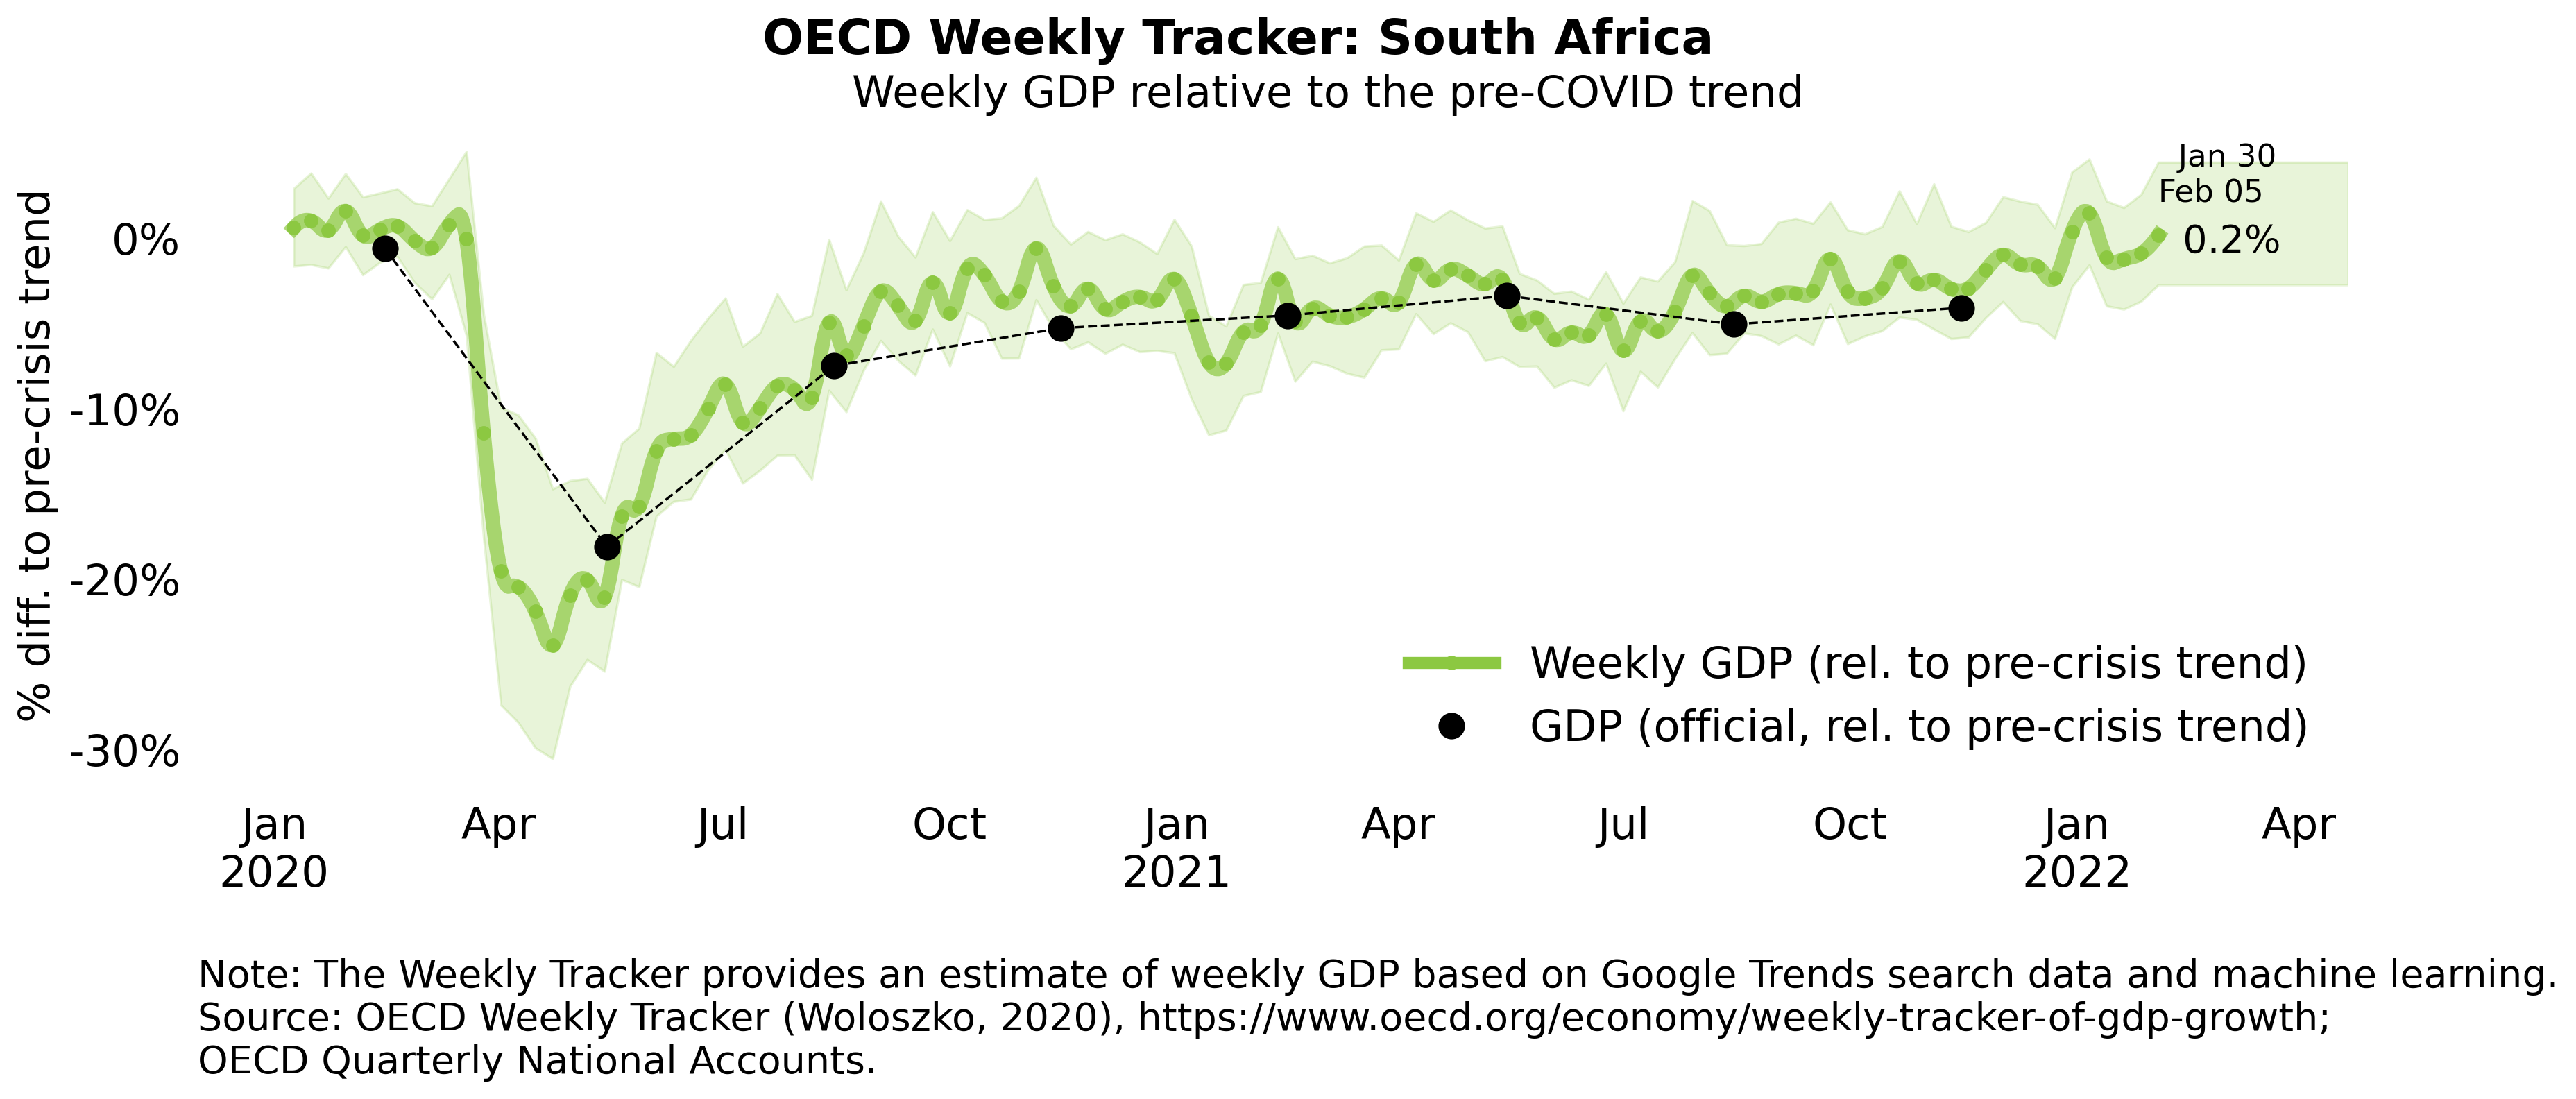 OECD Weekly Tracker: South Africa
Weekly GDP relative to the pre-COVID trend
% diff. to pre-crisis trend
0%
-10%
-20%
-30%
Jan 30
Feb 05
0.2%
Weekly GDP (rel. to pre-crisis trend)
GDP (official, rel. to pre-crisis trend)
Jan Apr Jul Oct Jan Apr Jul Oct Jan Apr
2020 2021 2022
Note: The Weekly Tracker provides an estimate of weekly GDP based on Google Trends search data and machine learning.
Source: OECD Weekly Tracker (Woloszko, 2020), https://www.oecd.org/economy/weekly-tracker-of-gdp-growth;
OECD Quarterly National Accounts.